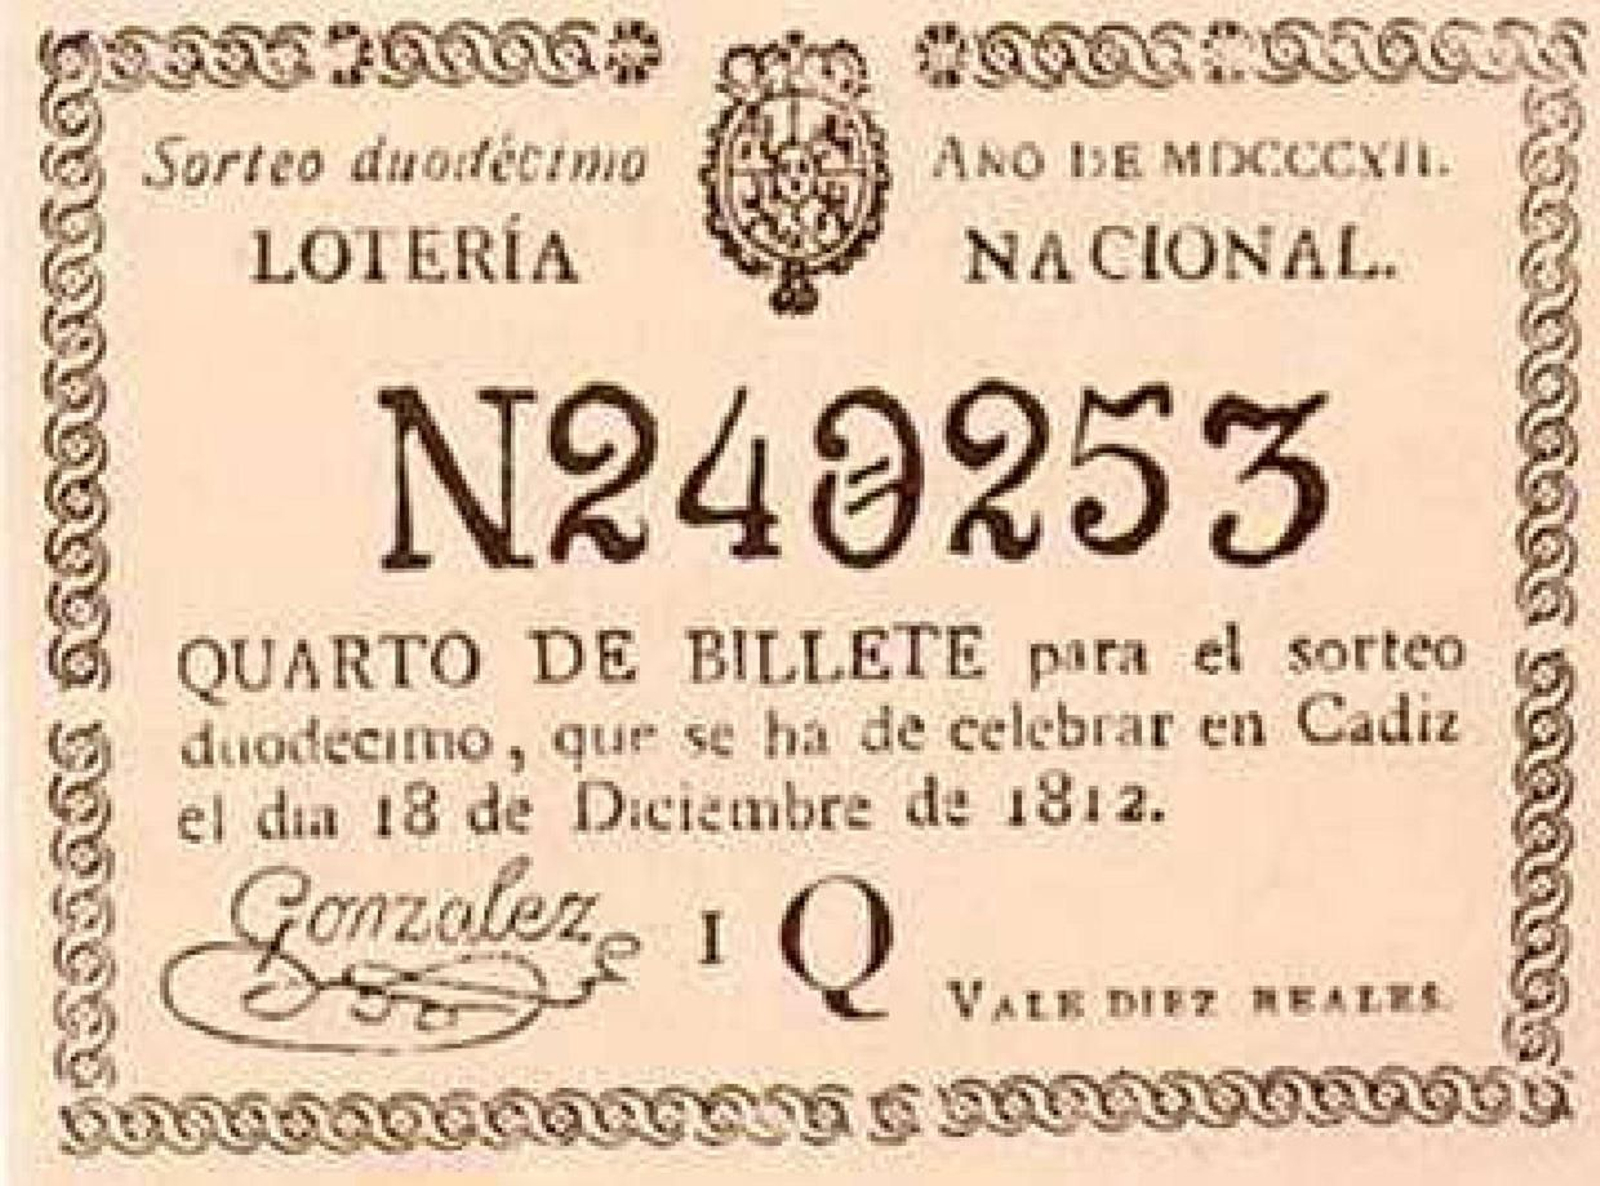 Sorteo duodécimo
AÑO DE MDCCCXII.
LOTERÍA NACIONAL.
N240253
QUARTO DE BILLETE para el sorteo
duodecimo, que se ha de celebrar en Cadiz
el dia 18 de Diciembre de 1812.
Gonzalez
I Q
VALE DIEZ REALES.